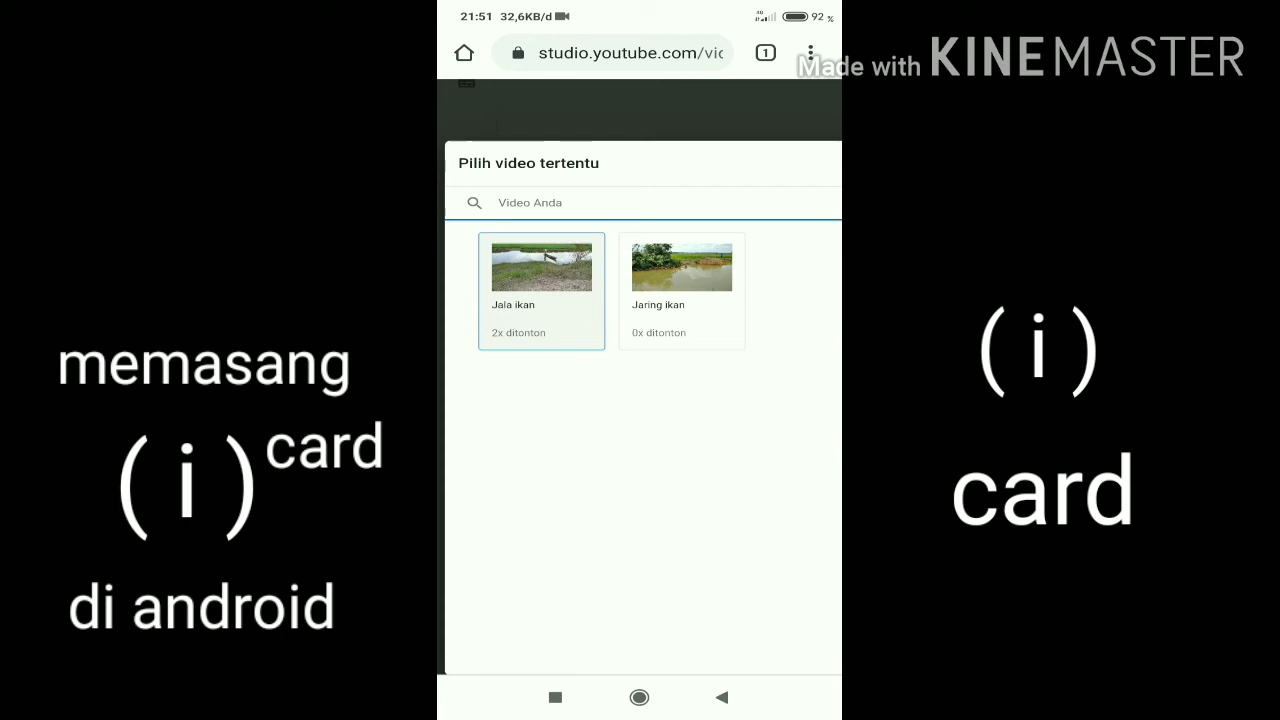 21:51 32,6KB/d
4G
92 %
studio.youtube.com/vic
1
Made with KINEMASTER
Pilih video tertentu
Video Anda
Jala ikan
2x ditonton
Jaring ikan
0x ditonton
memasang
( i ) card
di android
( i )
card